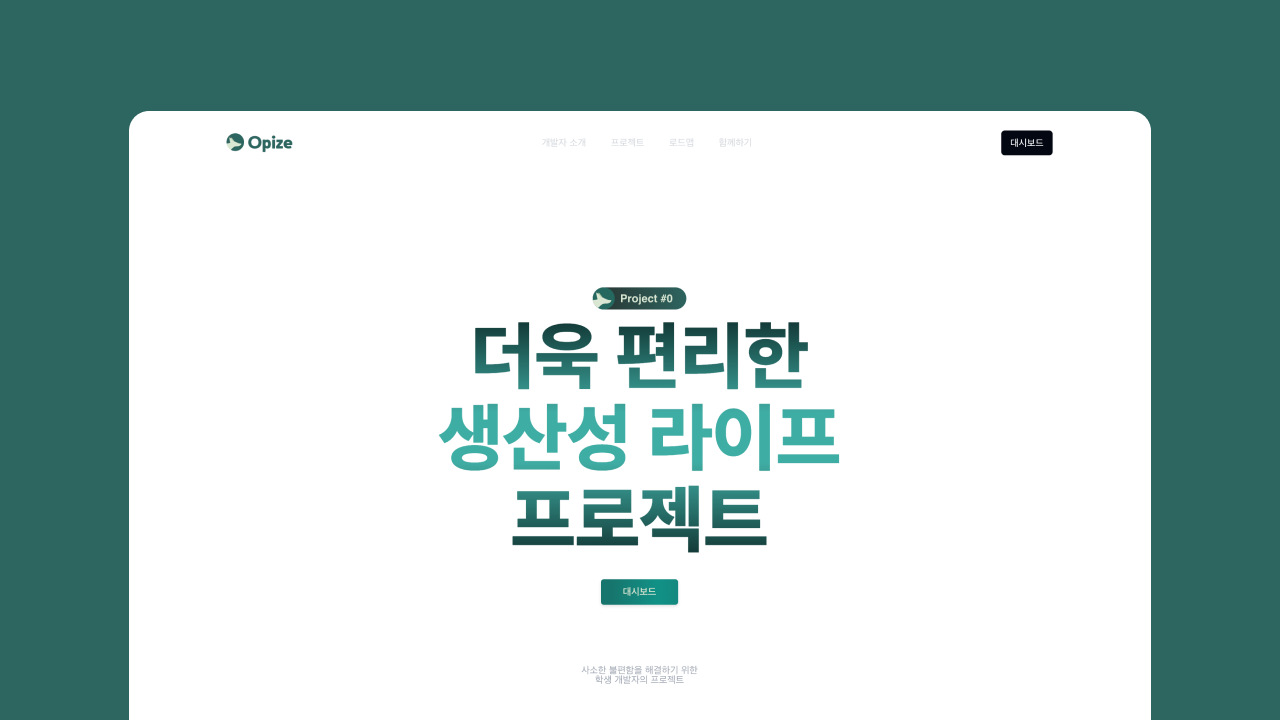 Opize
개발자 소개 프로젝트 로드맵 함께하기
대시보드
Project #0
더욱 편리한
생산성 라이프
프로젝트
대시보드
사소한 불편함을 해결하기 위한
학생 개발자의 프로젝트